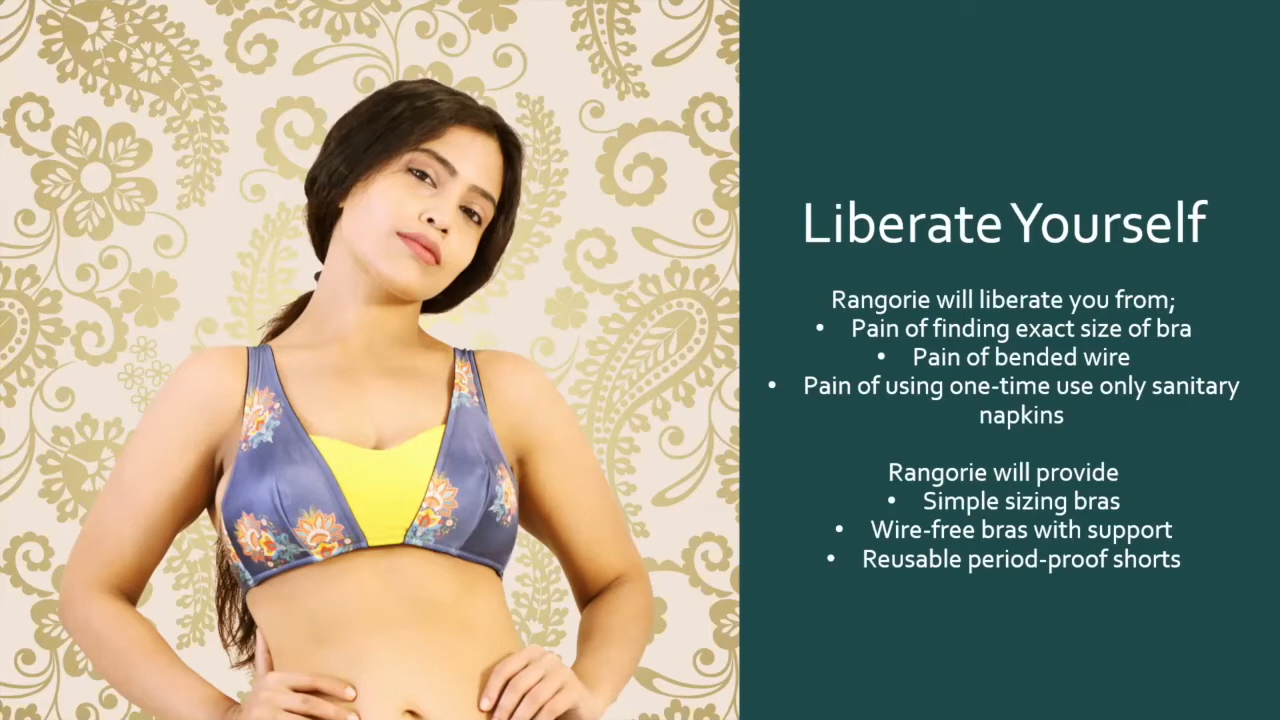 Liberate Yourself
Rangorie will liberate you from;
• Pain of finding exact size of bra
• Pain of bended wire
• Pain of using one-time use only sanitary
napkins
Rangorie will provide
• Simple sizing bras
• Wire-free bras with support
• Reusable period-proof shorts